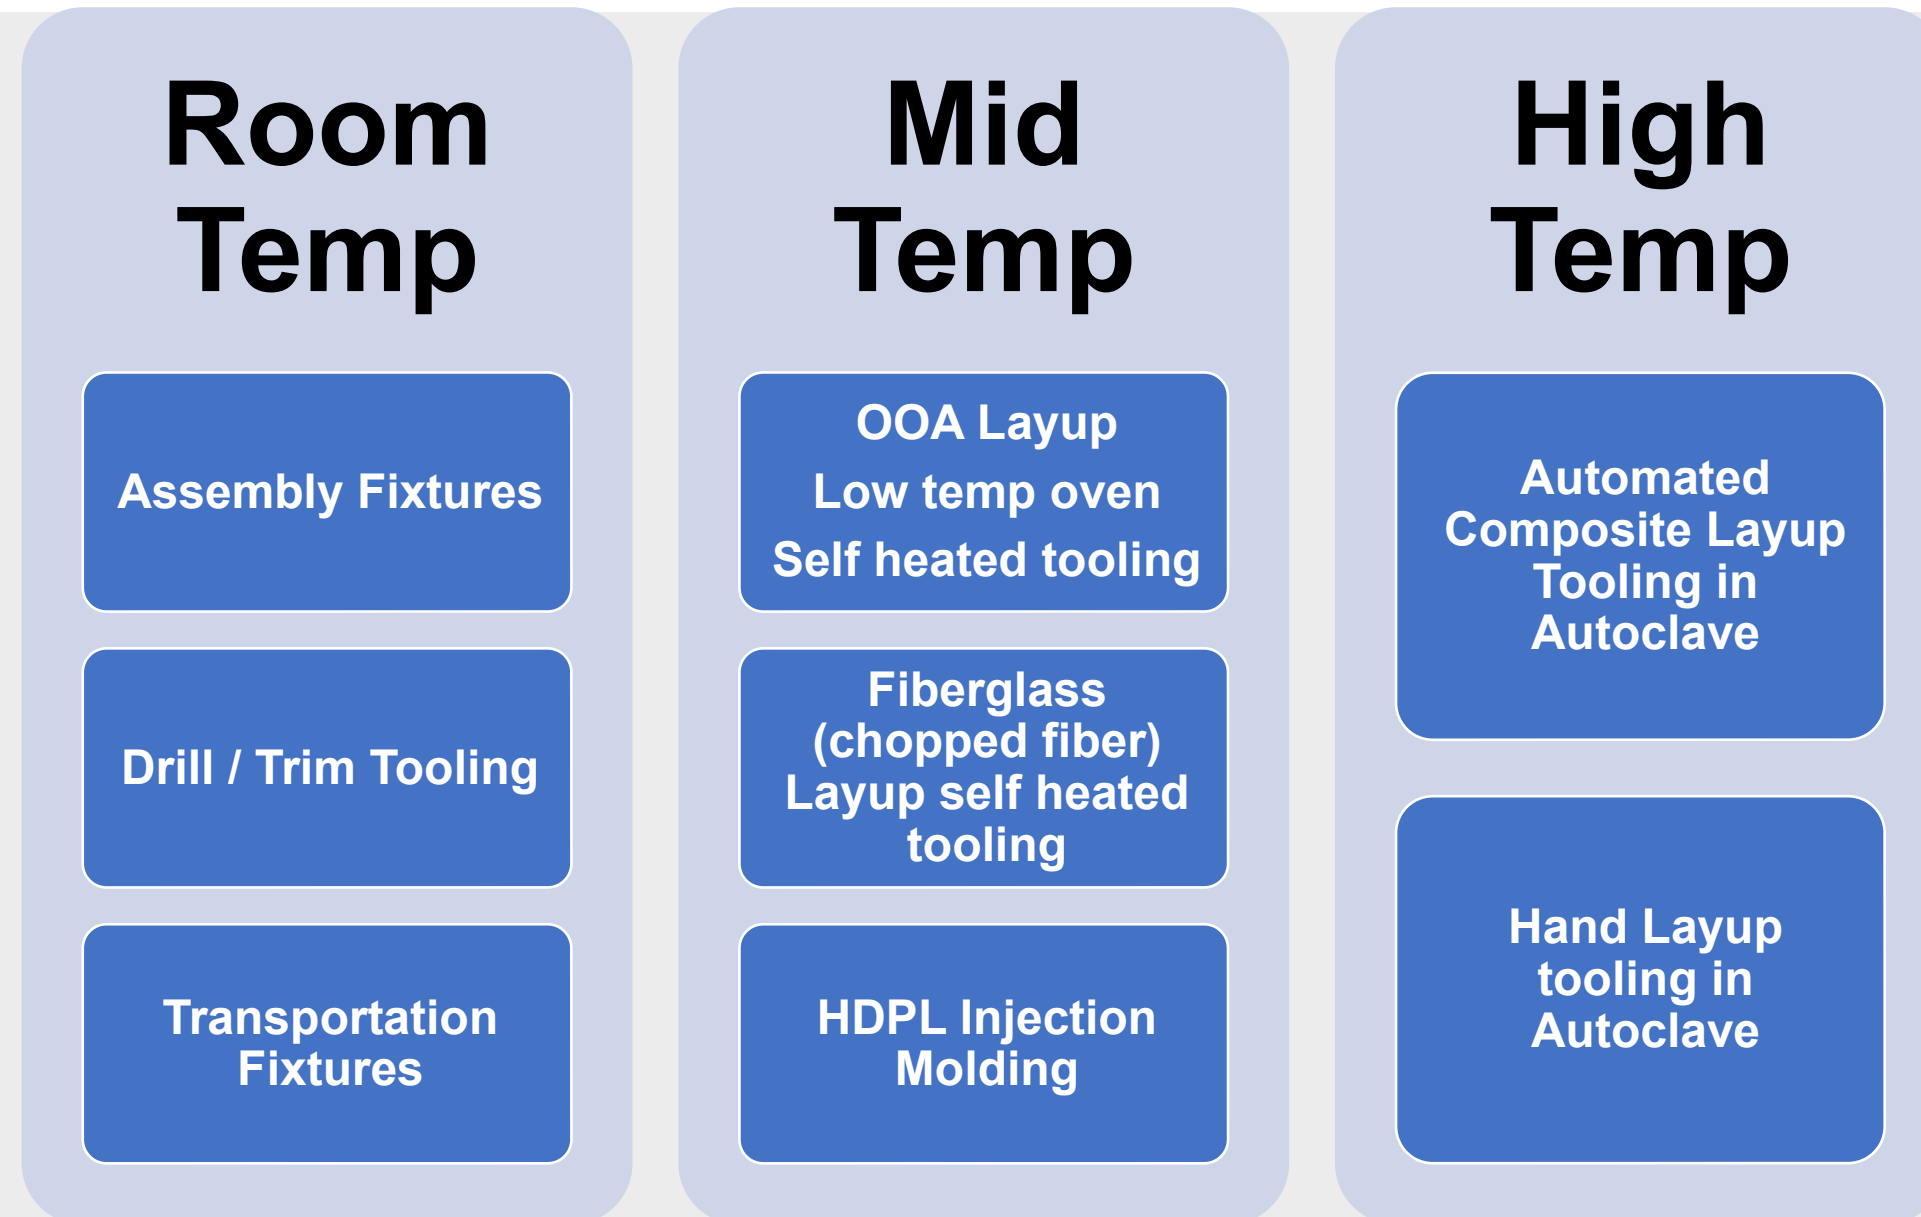 Room
Temp
Assembly Fixtures
Drill / Trim Tooling
Transportation
Fixtures
Mid
Temp
OOA Layup
Low temp oven
Self heated tooling
Fiberglass
(chopped fiber)
Layup self heated
tooling
HDPL Injection
Molding
High
Temp
Automated
Composite Layup
Tooling in
Autoclave
Hand Layup
tooling in
Autoclave